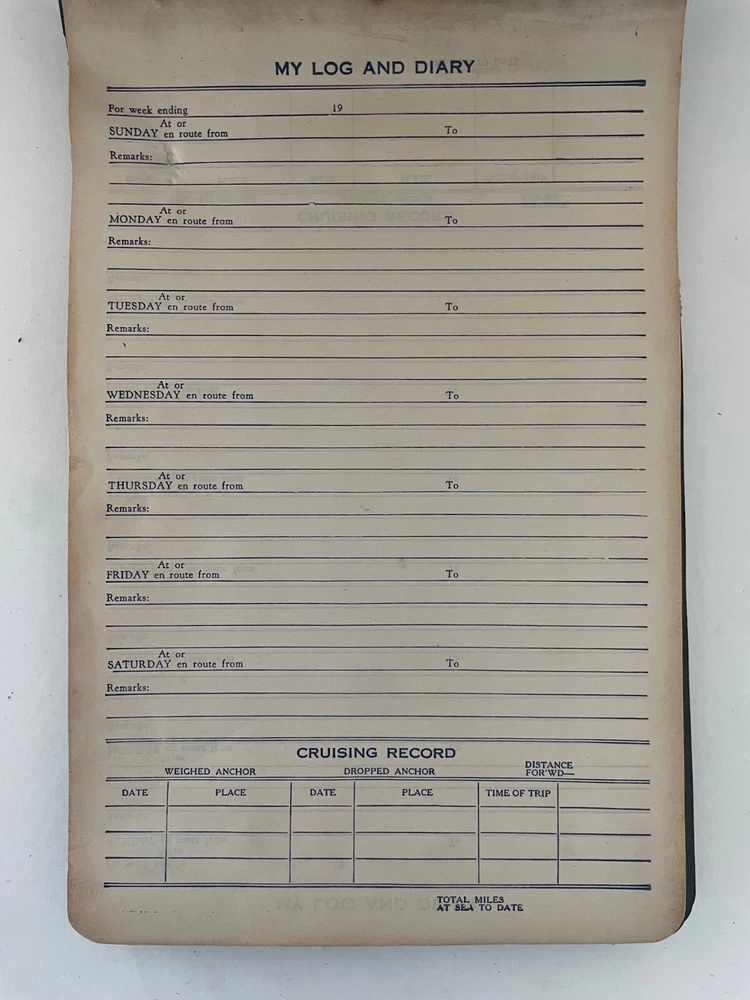 MY LOG AND DIARY
For week ending 19
At or
SUNDAY en route from To
Remarks:
At or
MONDAY en route from To
Remarks:
At or
TUESDAY en route from To
Remarks:
At or
WEDNESDAY en route from To
Remarks:
At or
THURSDAY en route from To
Remarks:
At or
FRIDAY en route from To
Remarks:
At or
SATURDAY en route from To
Remarks:
CRUISING RECORD
WEIGHED ANCHOR DROPPED ANCHOR DISTANCE
FOR'WD—
DATE PLACE DATE PLACE TIME OF TRIP
TOTAL MILES
AT SEA TO DATE